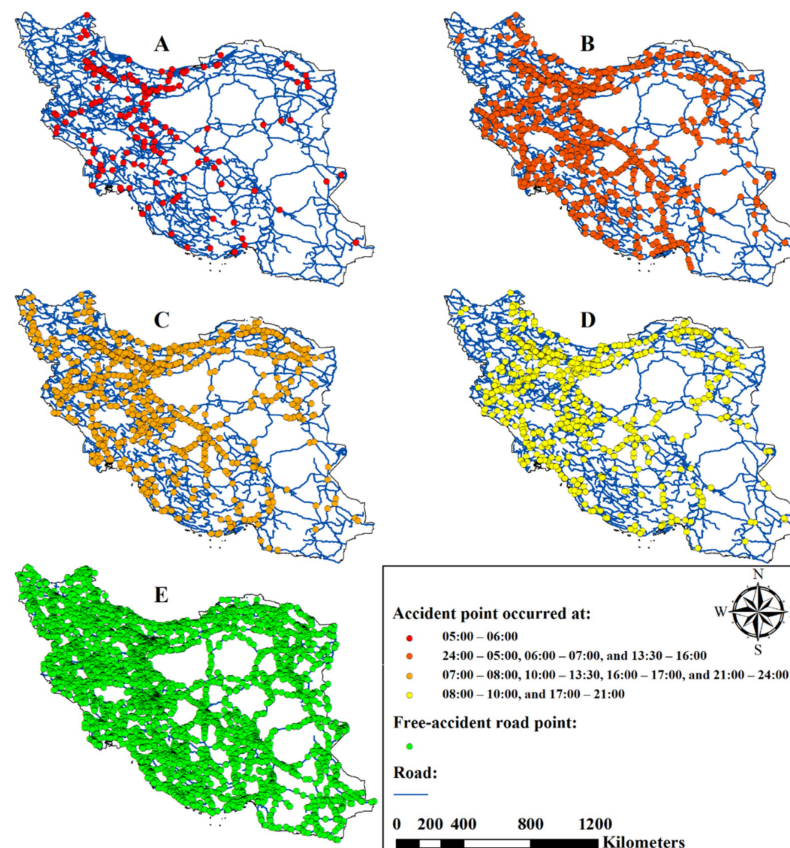 A
B
C
D
E
N
W
E
S
Accident point occurred at:
05:00 – 06:00
24:00 – 05:00, 06:00 – 07:00, and 13:30 – 16:00
07:00 – 08:00, 10:00 – 13:30, 16:00 – 17:00, and 21:00 – 24:00
08:00 – 10:00, and 17:00 – 21:00
Free-accident road point:
Road:
0 200 400 800 1200
Kilometers